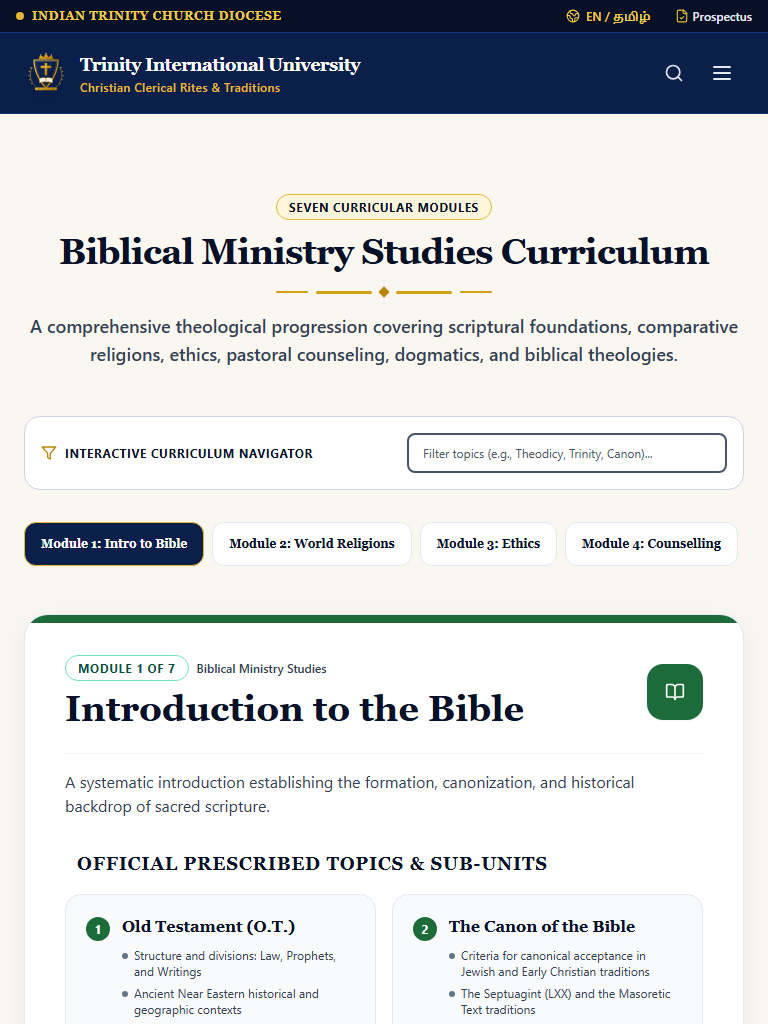 INDIAN TRINITY CHURCH DIOCESE
EN / தமிழ்
Prospectus
Trinity International University
Christian Clerical Rites & Traditions
SEVEN CURRICULAR MODULES
Biblical Ministry Studies Curriculum
A comprehensive theological progression covering scriptural foundations, comparative
religions, ethics, pastoral counseling, dogmatics, and biblical theologies.
INTERACTIVE CURRICULUM NAVIGATOR
Filter topics (e.g., Theodicy, Trinity, Canon)...
Module 1: Intro to Bible
Module 2: World Religions
Module 3: Ethics
Module 4: Counselling
MODULE 1 OF 7
Biblical Ministry Studies
Introduction to the Bible
A systematic introduction establishing the formation, canonization, and historical
backdrop of sacred scripture.
OFFICIAL PRESCRIBED TOPICS & SUB-UNITS
1
Old Testament (O.T.)
Structure and divisions: Law, Prophets,
and Writings
Ancient Near Eastern historical and
geographic contexts
2
The Canon of the Bible
Criteria for canonical acceptance in
Jewish and Early Christian traditions
The Septuagint (LXX) and the Masoretic
Text traditions